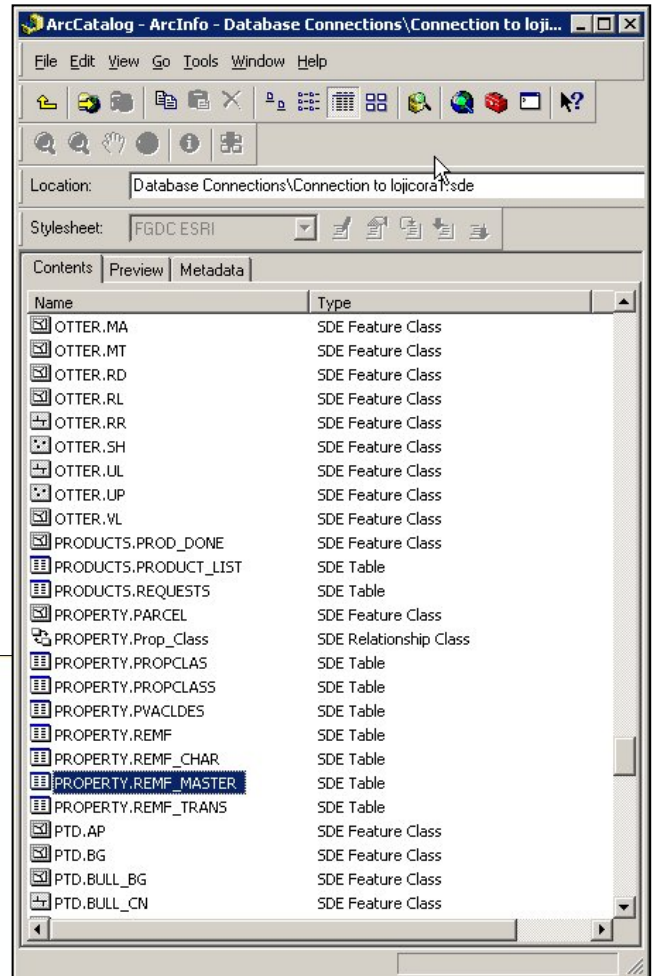 ArcCatalog - ArcInfo - Database Connections\Connection to loji...
File Edit View Go Tools Window Help
Location: Database Connections\Connection to lojicora1.sde
Stylesheet: FGDC ESRI
Contents Preview Metadata
Name Type
OTTER.MA SDE Feature Class
OTTER.MT SDE Feature Class
OTTER.RD SDE Feature Class
OTTER.RL SDE Feature Class
OTTER.RR SDE Feature Class
OTTER.SH SDE Feature Class
OTTER.UL SDE Feature Class
OTTER.UP SDE Feature Class
OTTER.VL SDE Feature Class
PRODUCTS.PROD_DONE SDE Feature Class
PRODUCTS.PRODUCT_LIST SDE Table
PRODUCTS.REQUESTS SDE Table
PROPERTY.PARCEL SDE Feature Class
PROPERTY.Prop_Class SDE Relationship Class
PROPERTY.PROPCLAS SDE Table
PROPERTY.PROPCLASS SDE Table
PROPERTY.PVACLDES SDE Table
PROPERTY.REMF SDE Table
PROPERTY.REMF_CHAR SDE Table
PROPERTY.REMF_MASTER SDE Table
PROPERTY.REMF_TRANS SDE Table
PTD.AP SDE Feature Class
PTD.BG SDE Feature Class
PTD.BULL_BG SDE Feature Class
PTD.BULL_CN SDE Feature Class